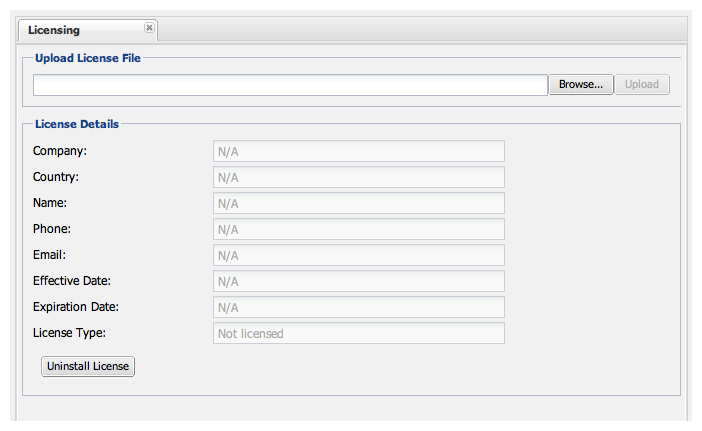 Licensing
Upload License File
Browse... Upload
License Details
Company: N/A
Country: N/A
Name: N/A
Phone: N/A
Email: N/A
Effective Date: N/A
Expiration Date: N/A
License Type: Not licensed
Uninstall License